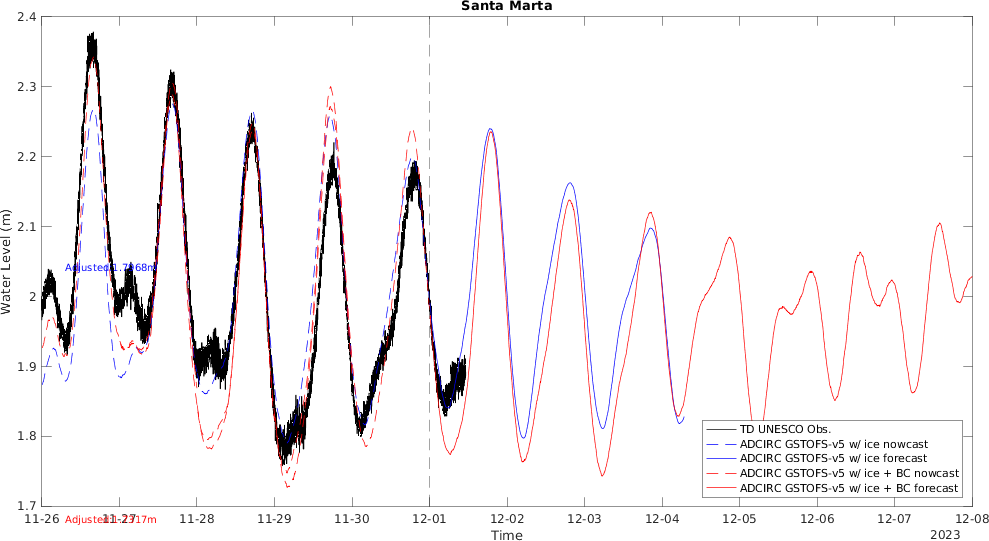 Santa Marta
Water Level (m)
2.4
2.3
2.2
2.1
2
1.9
1.8
1.7
TD UNESCO Obs.
ADCIRC GSTOFS-v5 w/ ice nowcast
ADCIRC GSTOFS-v5 w/ ice forecast
ADCIRC GSTOFS-v5 w/ ice + BC nowcast
ADCIRC GSTOFS-v5 w/ ice + BC forecast
11-26 11-27 11-28 11-29 11-30 12-01 12-02 12-03 12-04 12-05 12-06 12-07 12-08
Time
2023